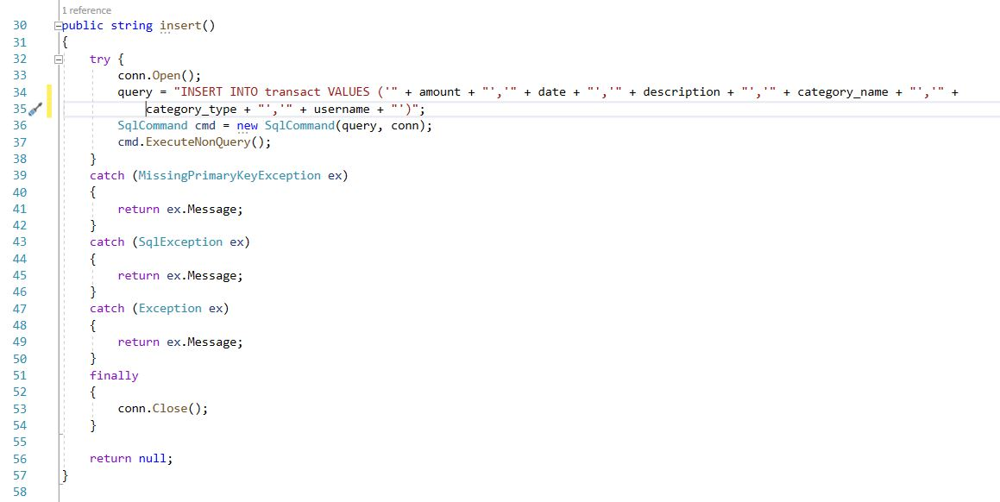 1 reference
30 public string insert()
31 {
32 try {
33 conn.Open();
34 query = "INSERT INTO transact VALUES ('" + amount + "','" + date + "','" + description + "','" + category_name + "','" +
35 category_type + "','" + username + "')";
36 SqlCommand cmd = new SqlCommand(query, conn);
37 cmd.ExecuteNonQuery();
38 }
39 catch (MissingPrimaryKeyException ex)
40 {
41 return ex.Message;
42 }
43 catch (SqlException ex)
44 {
45 return ex.Message;
46 }
47 catch (Exception ex)
48 {
49 return ex.Message;
50 }
51 finally
52 {
53 conn.Close();
54 }
55
56 return null;
57 }
58